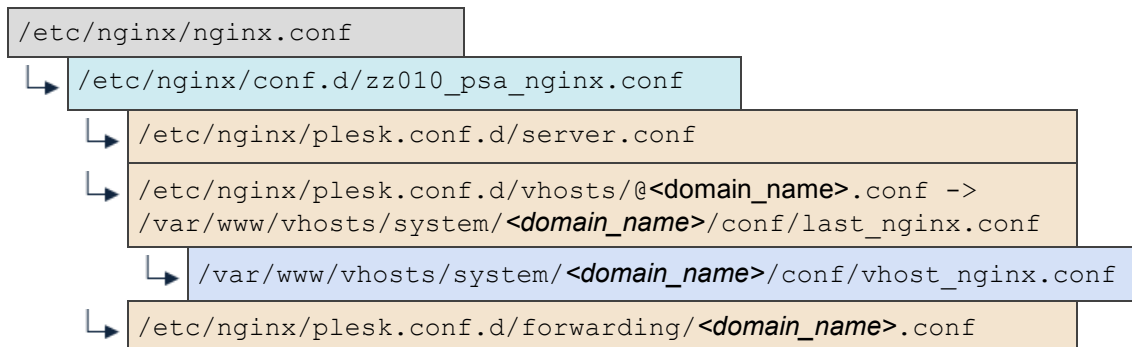 /etc/nginx/nginx.conf
/etc/nginx/conf.d/zz010_psa_nginx.conf
/etc/nginx/plesk.conf.d/server.conf
/etc/nginx/plesk.conf.d/vhosts/@<domain_name>.conf ->
/var/www/vhosts/system/<domain_name>/conf/last_nginx.conf
/var/www/vhosts/system/<domain_name>/conf/vhost_nginx.conf
/etc/nginx/plesk.conf.d/forwarding/<domain_name>.conf